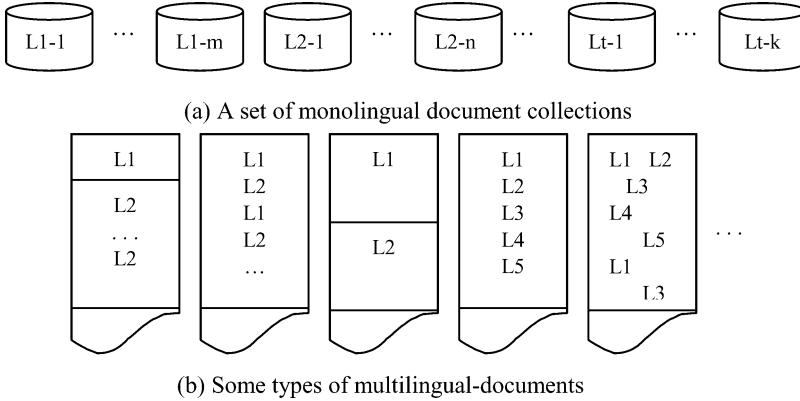 L1-1 ... L1-m L2-1 ... L2-n ... Lt-1 ... Lt-k
(a) A set of monolingual document collections
L1
L2
...
L2
L1
L2
L1
L2
...
L1
L2
L1
L2
L3
L4
L5
L1 L2
L3
L4
L5
L1
L3
...
(b) Some types of multilingual-documents